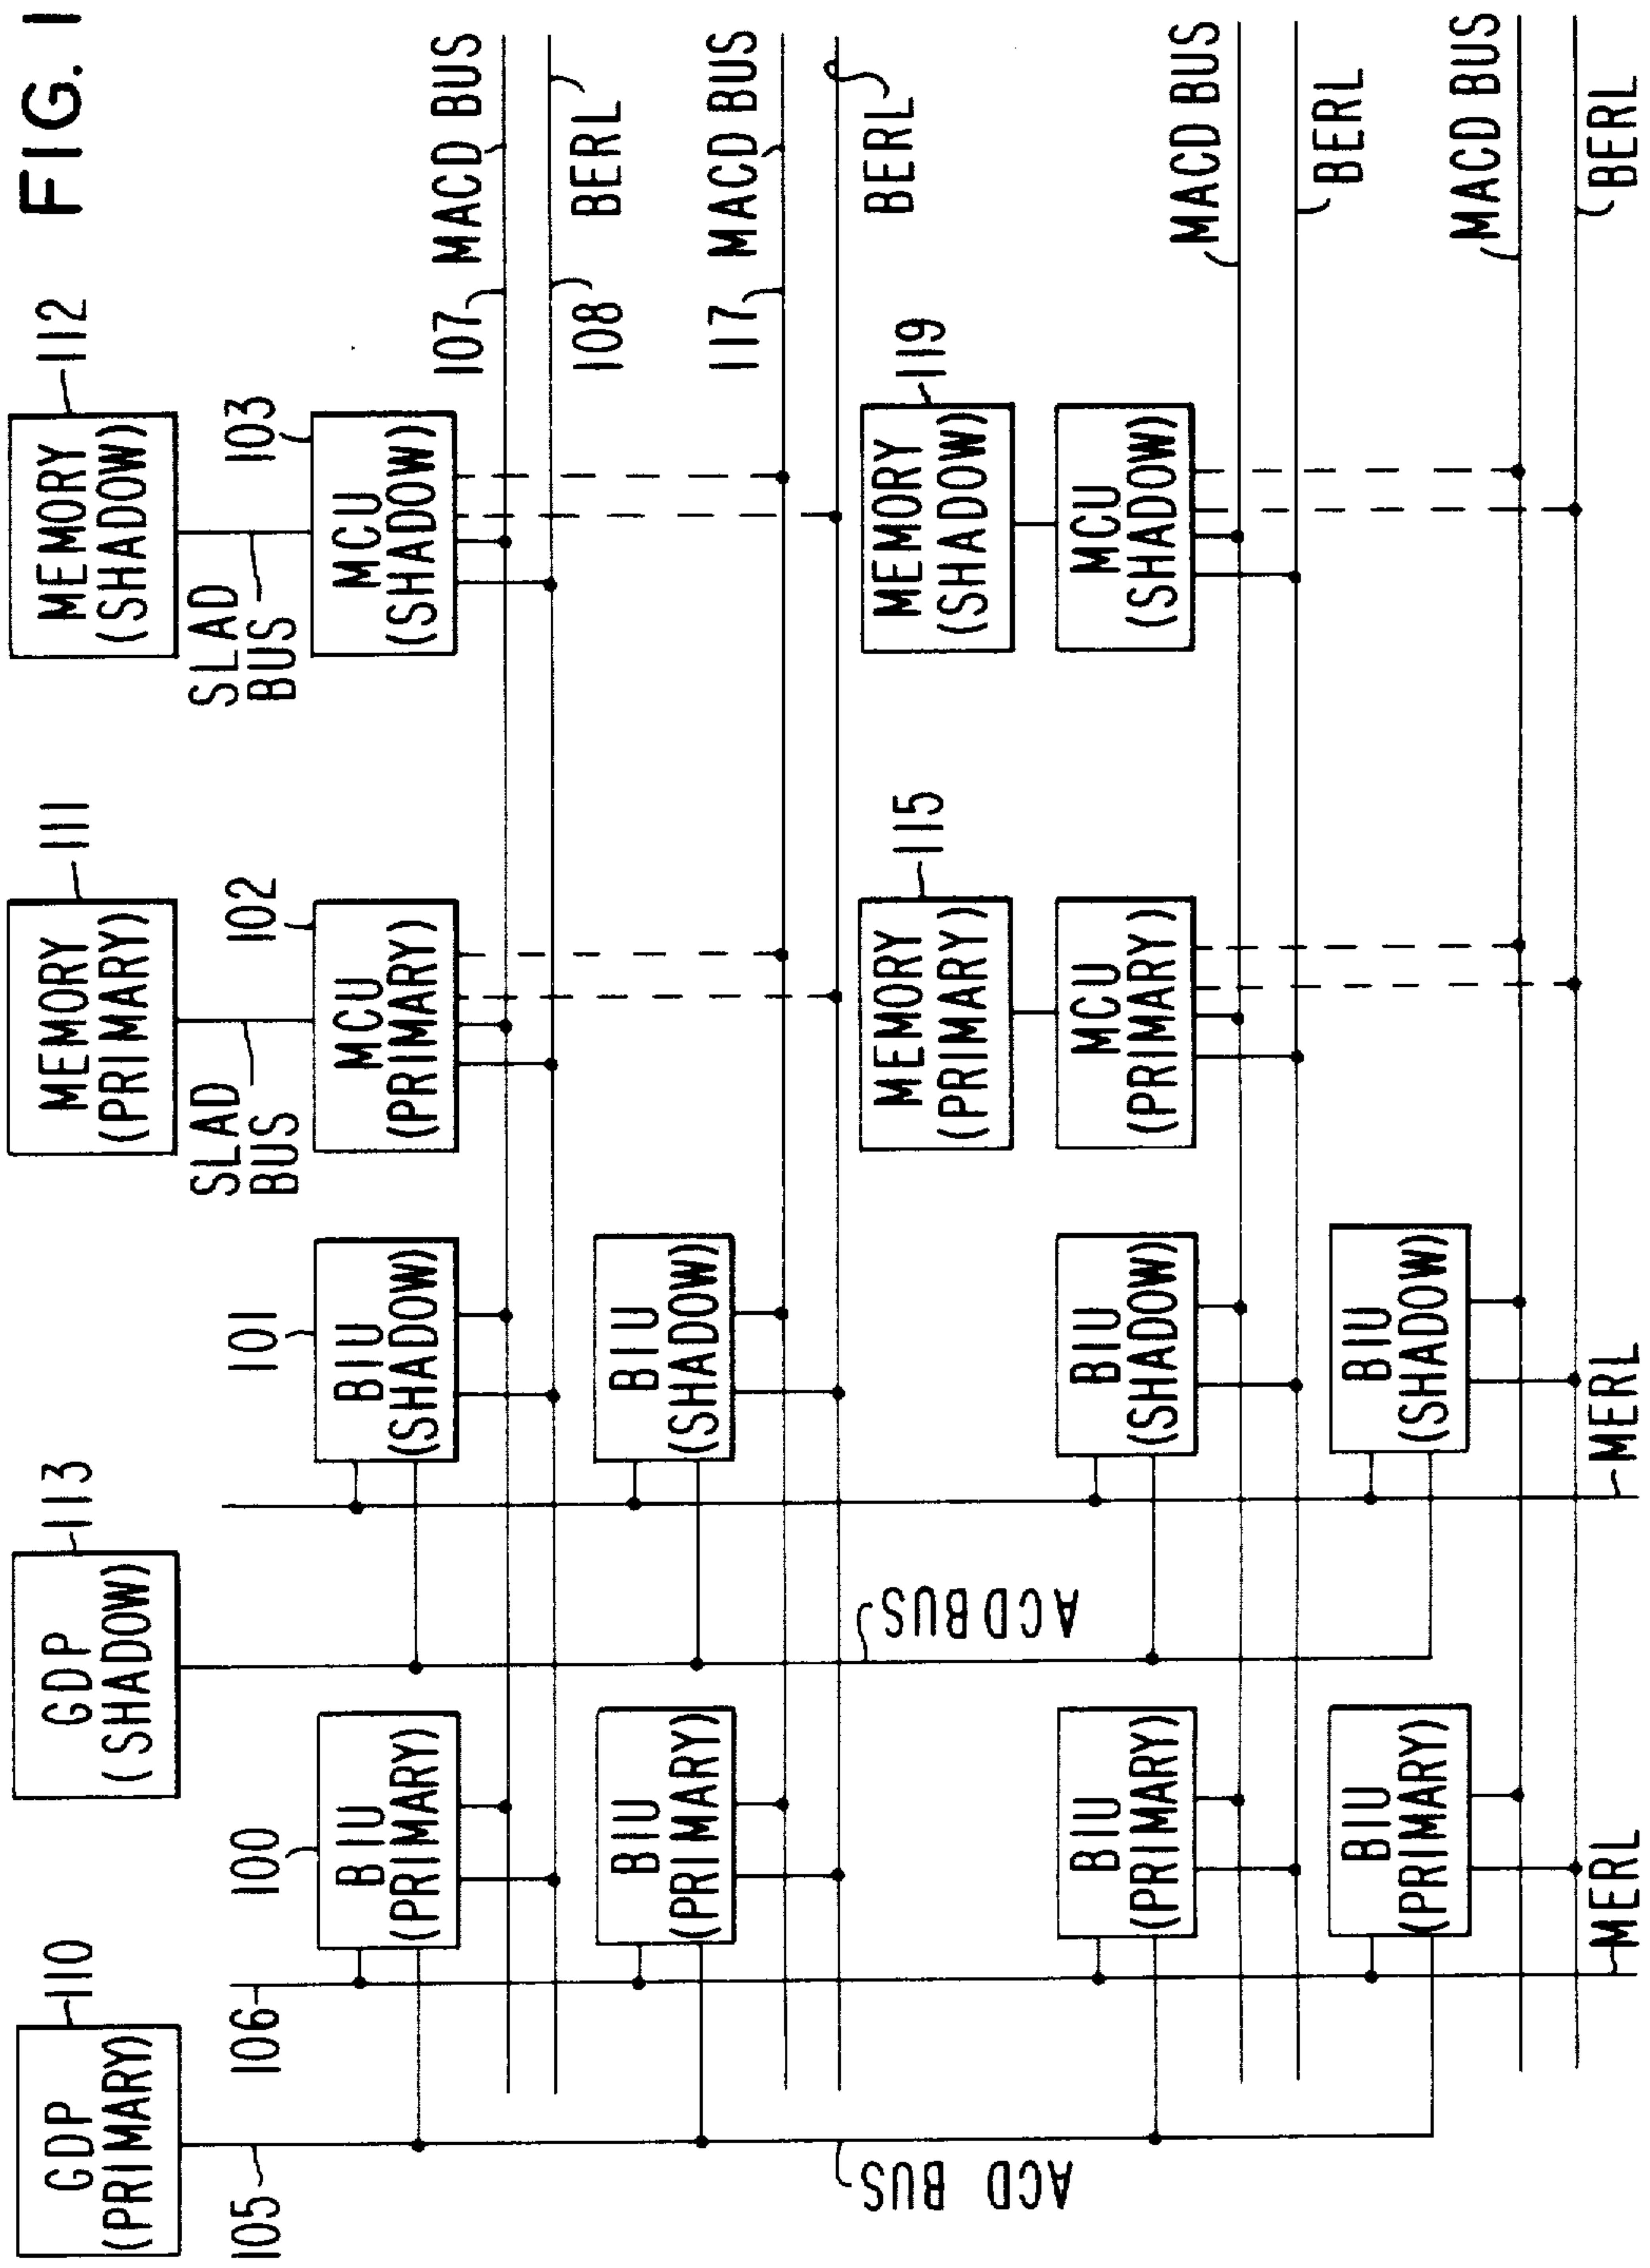 FIG. 1
110
GDP
(PRIMARY)
113
GDP
(SHADOW)
111
MEMORY
(PRIMARY)
112
MEMORY
(SHADOW)
SLAD
BUS
SLAD
BUS
105
106
100
BIU
(PRIMARY)
101
BIU
(SHADOW)
102
MCU
(PRIMARY)
103
MCU
(SHADOW)
107
MACD BUS
108
BERL
BIU
(PRIMARY)
BIU
(SHADOW)
117
MACD BUS
BERL
ACD BUS
ACD BUS
115
MEMORY
(PRIMARY)
119
MEMORY
(SHADOW)
BIU
(PRIMARY)
BIU
(SHADOW)
MCU
(PRIMARY)
MCU
(SHADOW)
MACD BUS
BERL
BIU
(PRIMARY)
BIU
(SHADOW)
MACD BUS
BERL
MERL
MERL